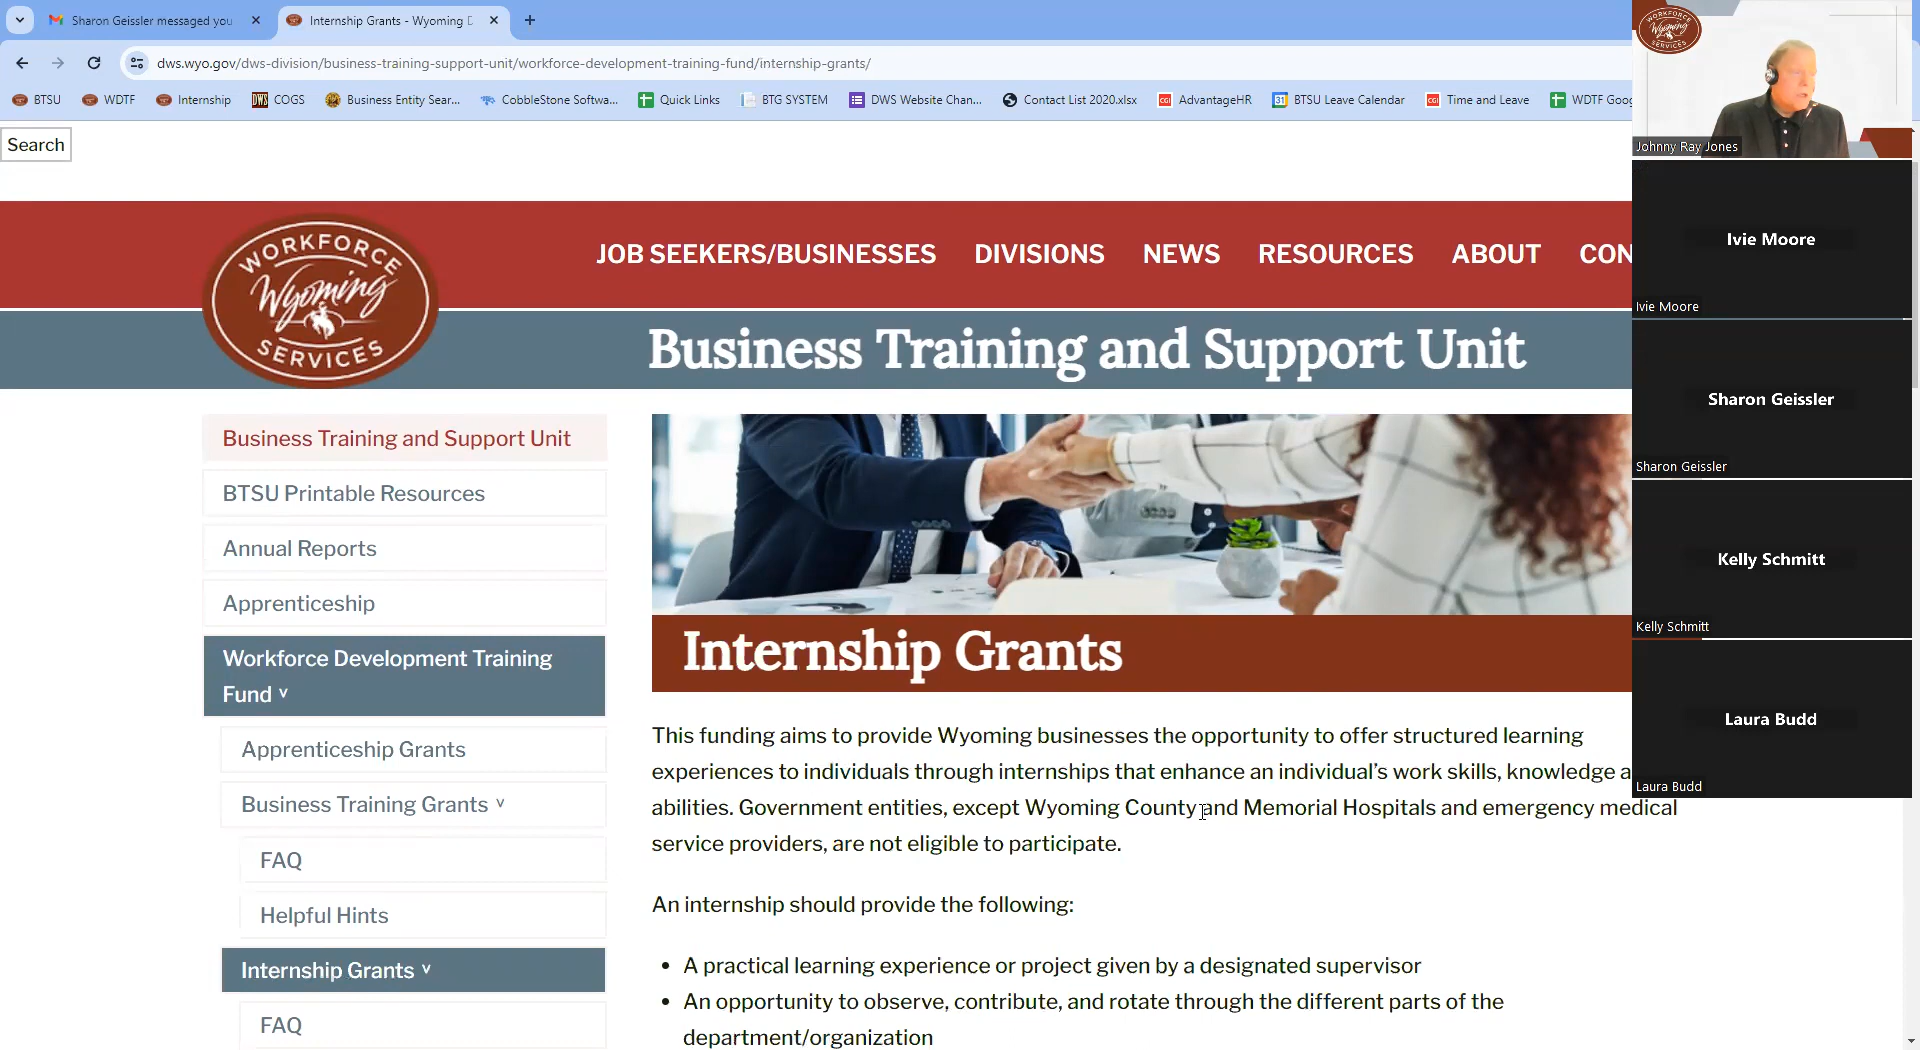 Sharon Geissler messaged you
Internship Grants - Wyoming D
dws.wyo.gov/dws-division/business-training-support-unit/workforce-development-training-fund/internship-grants/
BTSU
WDTF
Internship
DWS
COGS
Business Entity Sear...
CobbleStone Softwa...
Quick Links
BTG SYSTEM
DWS Website Chan...
Contact List 2020.xlsx
CGI
AdvantageHR
31
BTSU Leave Calendar
CGI
Time and Leave
WDTF Goog
Search
WORKFORCE
Wyoming
SERVICES
JOB SEEKERS/BUSINESSES
DIVISIONS
NEWS
RESOURCES
ABOUT
CON
WORKFORCE
Wyoming
SERVICES
Business Training and Support Unit
Business Training and Support Unit
BTSU Printable Resources
Annual Reports
Apprenticeship
Workforce Development Training
Fund ˅
Apprenticeship Grants
Business Training Grants ˅
FAQ
Helpful Hints
Internship Grants ˅
FAQ
Internship Grants
This funding aims to provide Wyoming businesses the opportunity to offer structured learning
experiences to individuals through internships that enhance an individual’s work skills, knowledge a
abilities. Government entities, except Wyoming County and Memorial Hospitals and emergency medical
service providers, are not eligible to participate.
An internship should provide the following:
• A practical learning experience or project given by a designated supervisor
• An opportunity to observe, contribute, and rotate through the different parts of the
department/organization
Johnny Ray Jones
Ivie Moore
Ivie Moore
Sharon Geissler
Sharon Geissler
Kelly Schmitt
Kelly Schmitt
Laura Budd
Laura Budd